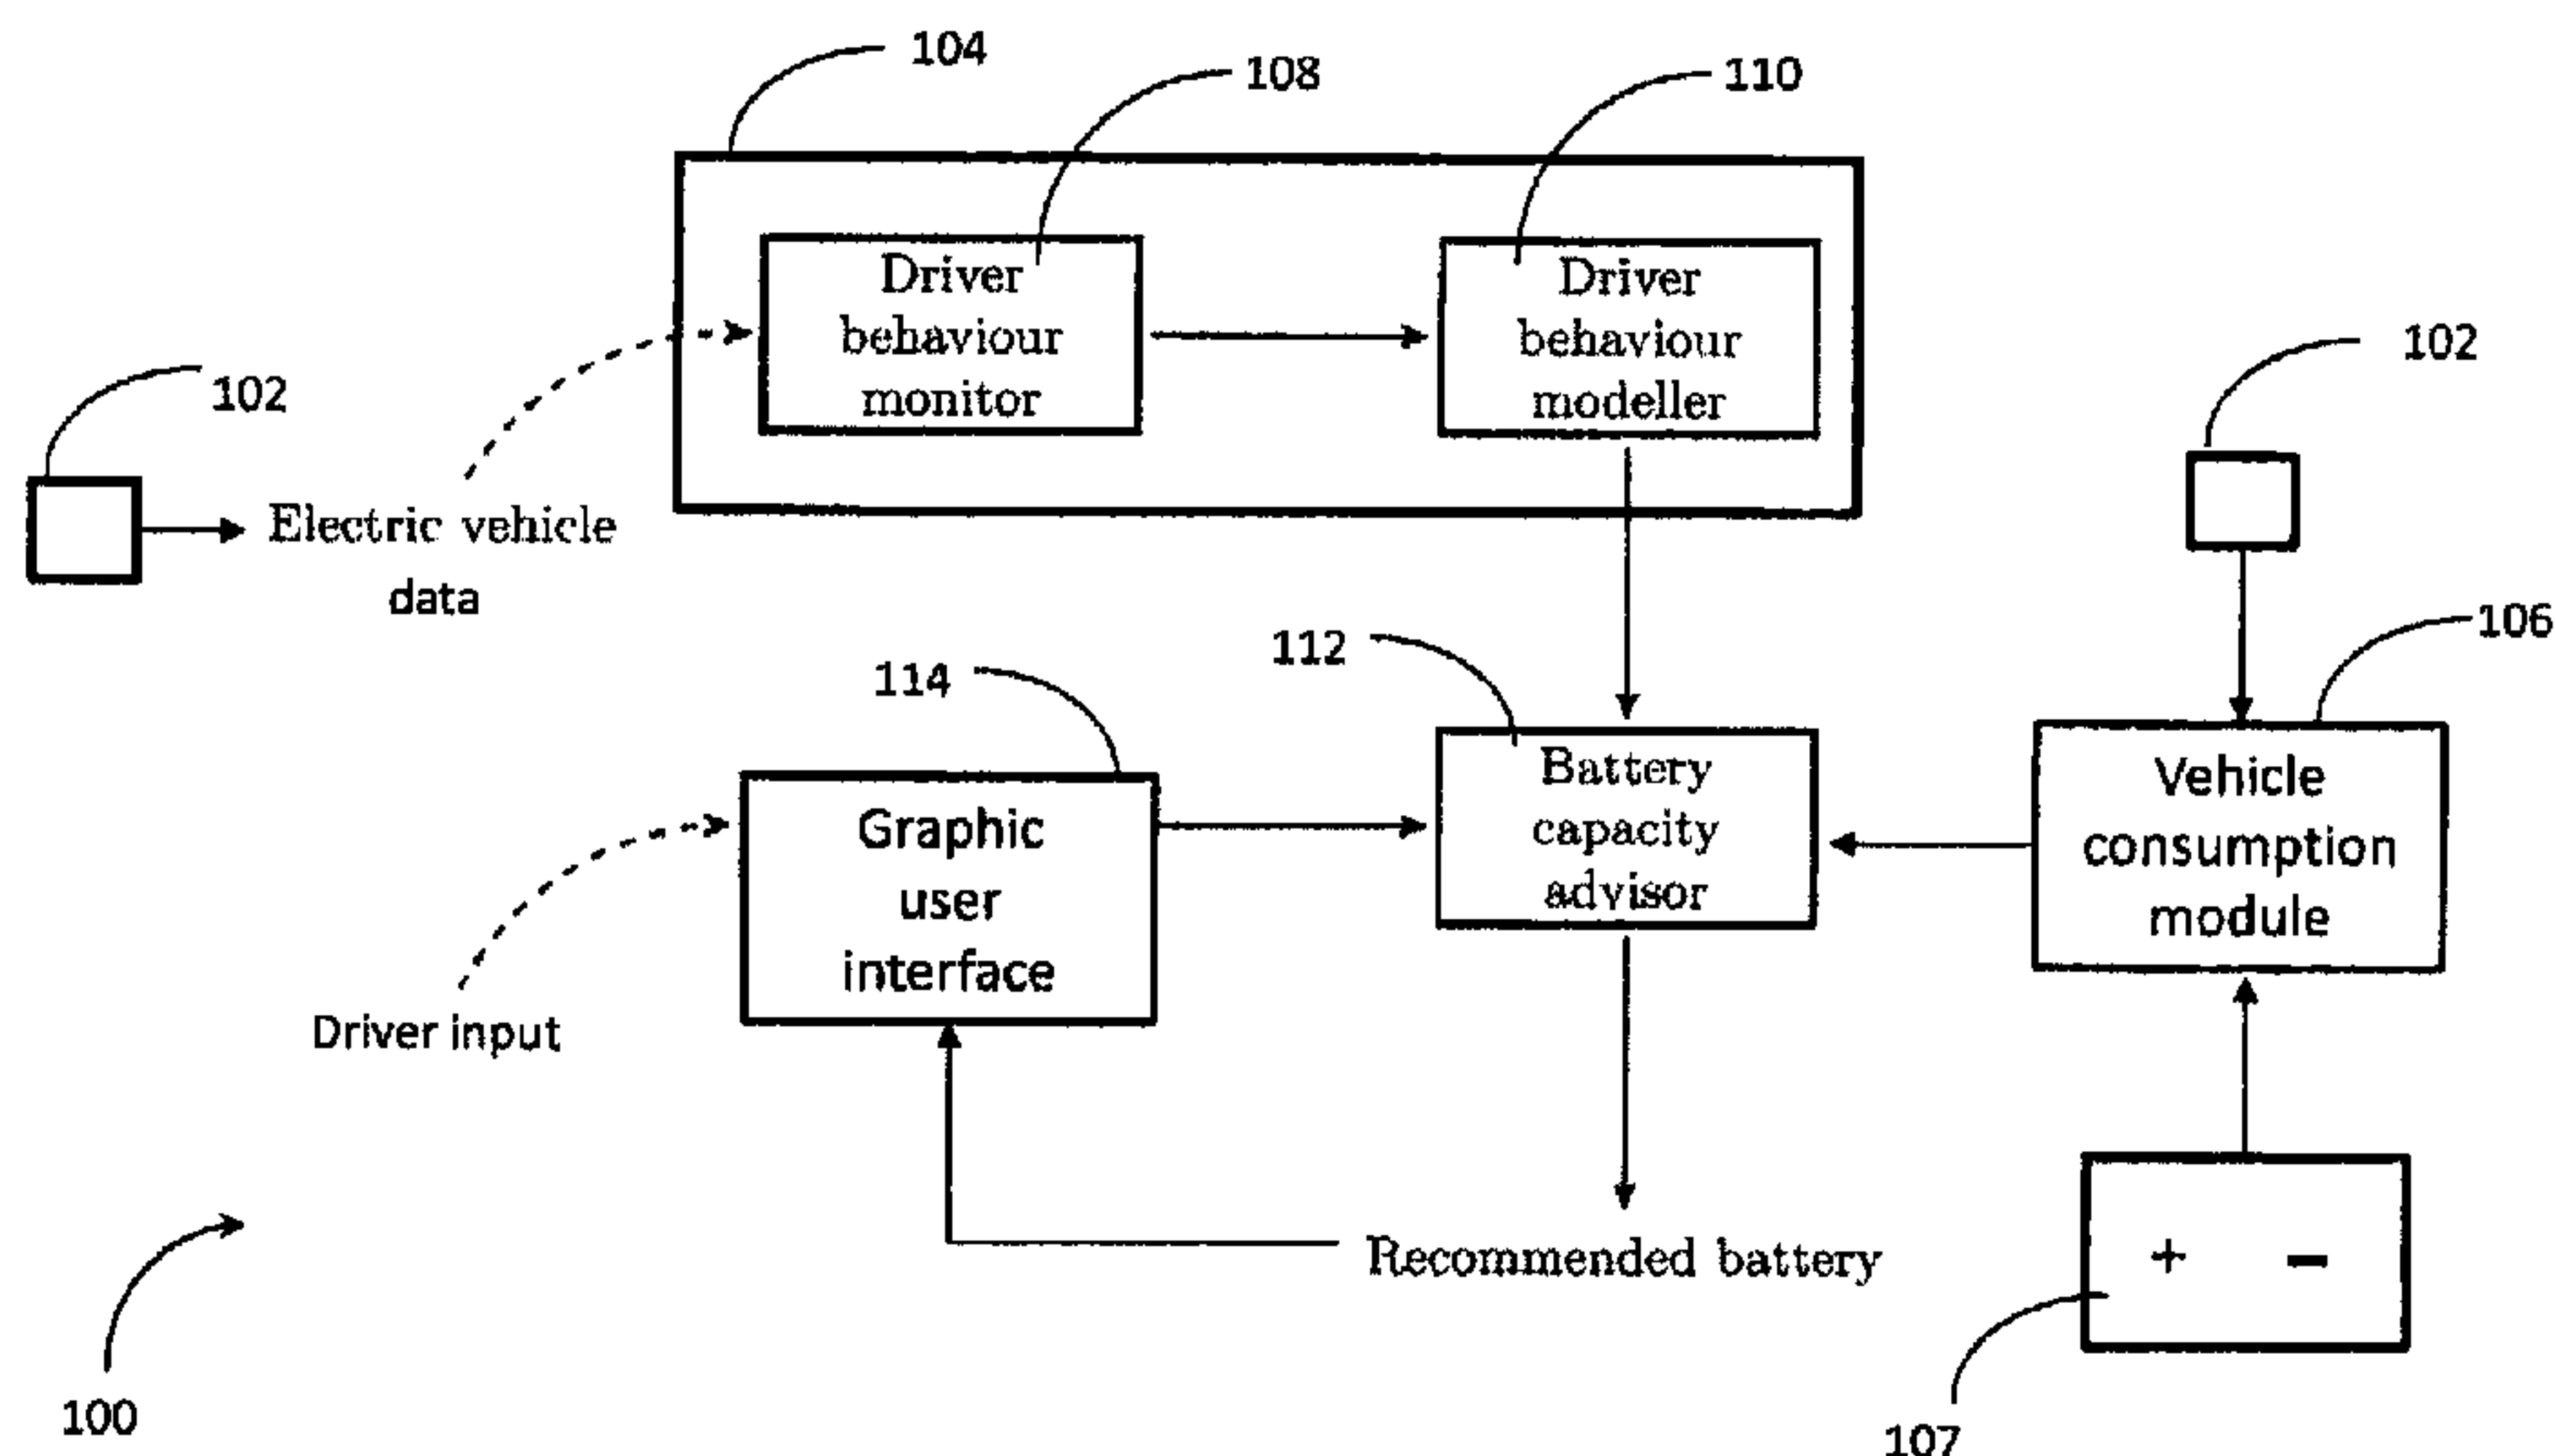 104
108
110
Driver
behaviour
monitor
Driver
behaviour
modeller
102
102
Electric vehicle
data
106
112
114
Battery
capacity
advisor
Vehicle
consumption
module
Graphic
user
interface
Driver input
Recommended battery
+ −
100
107